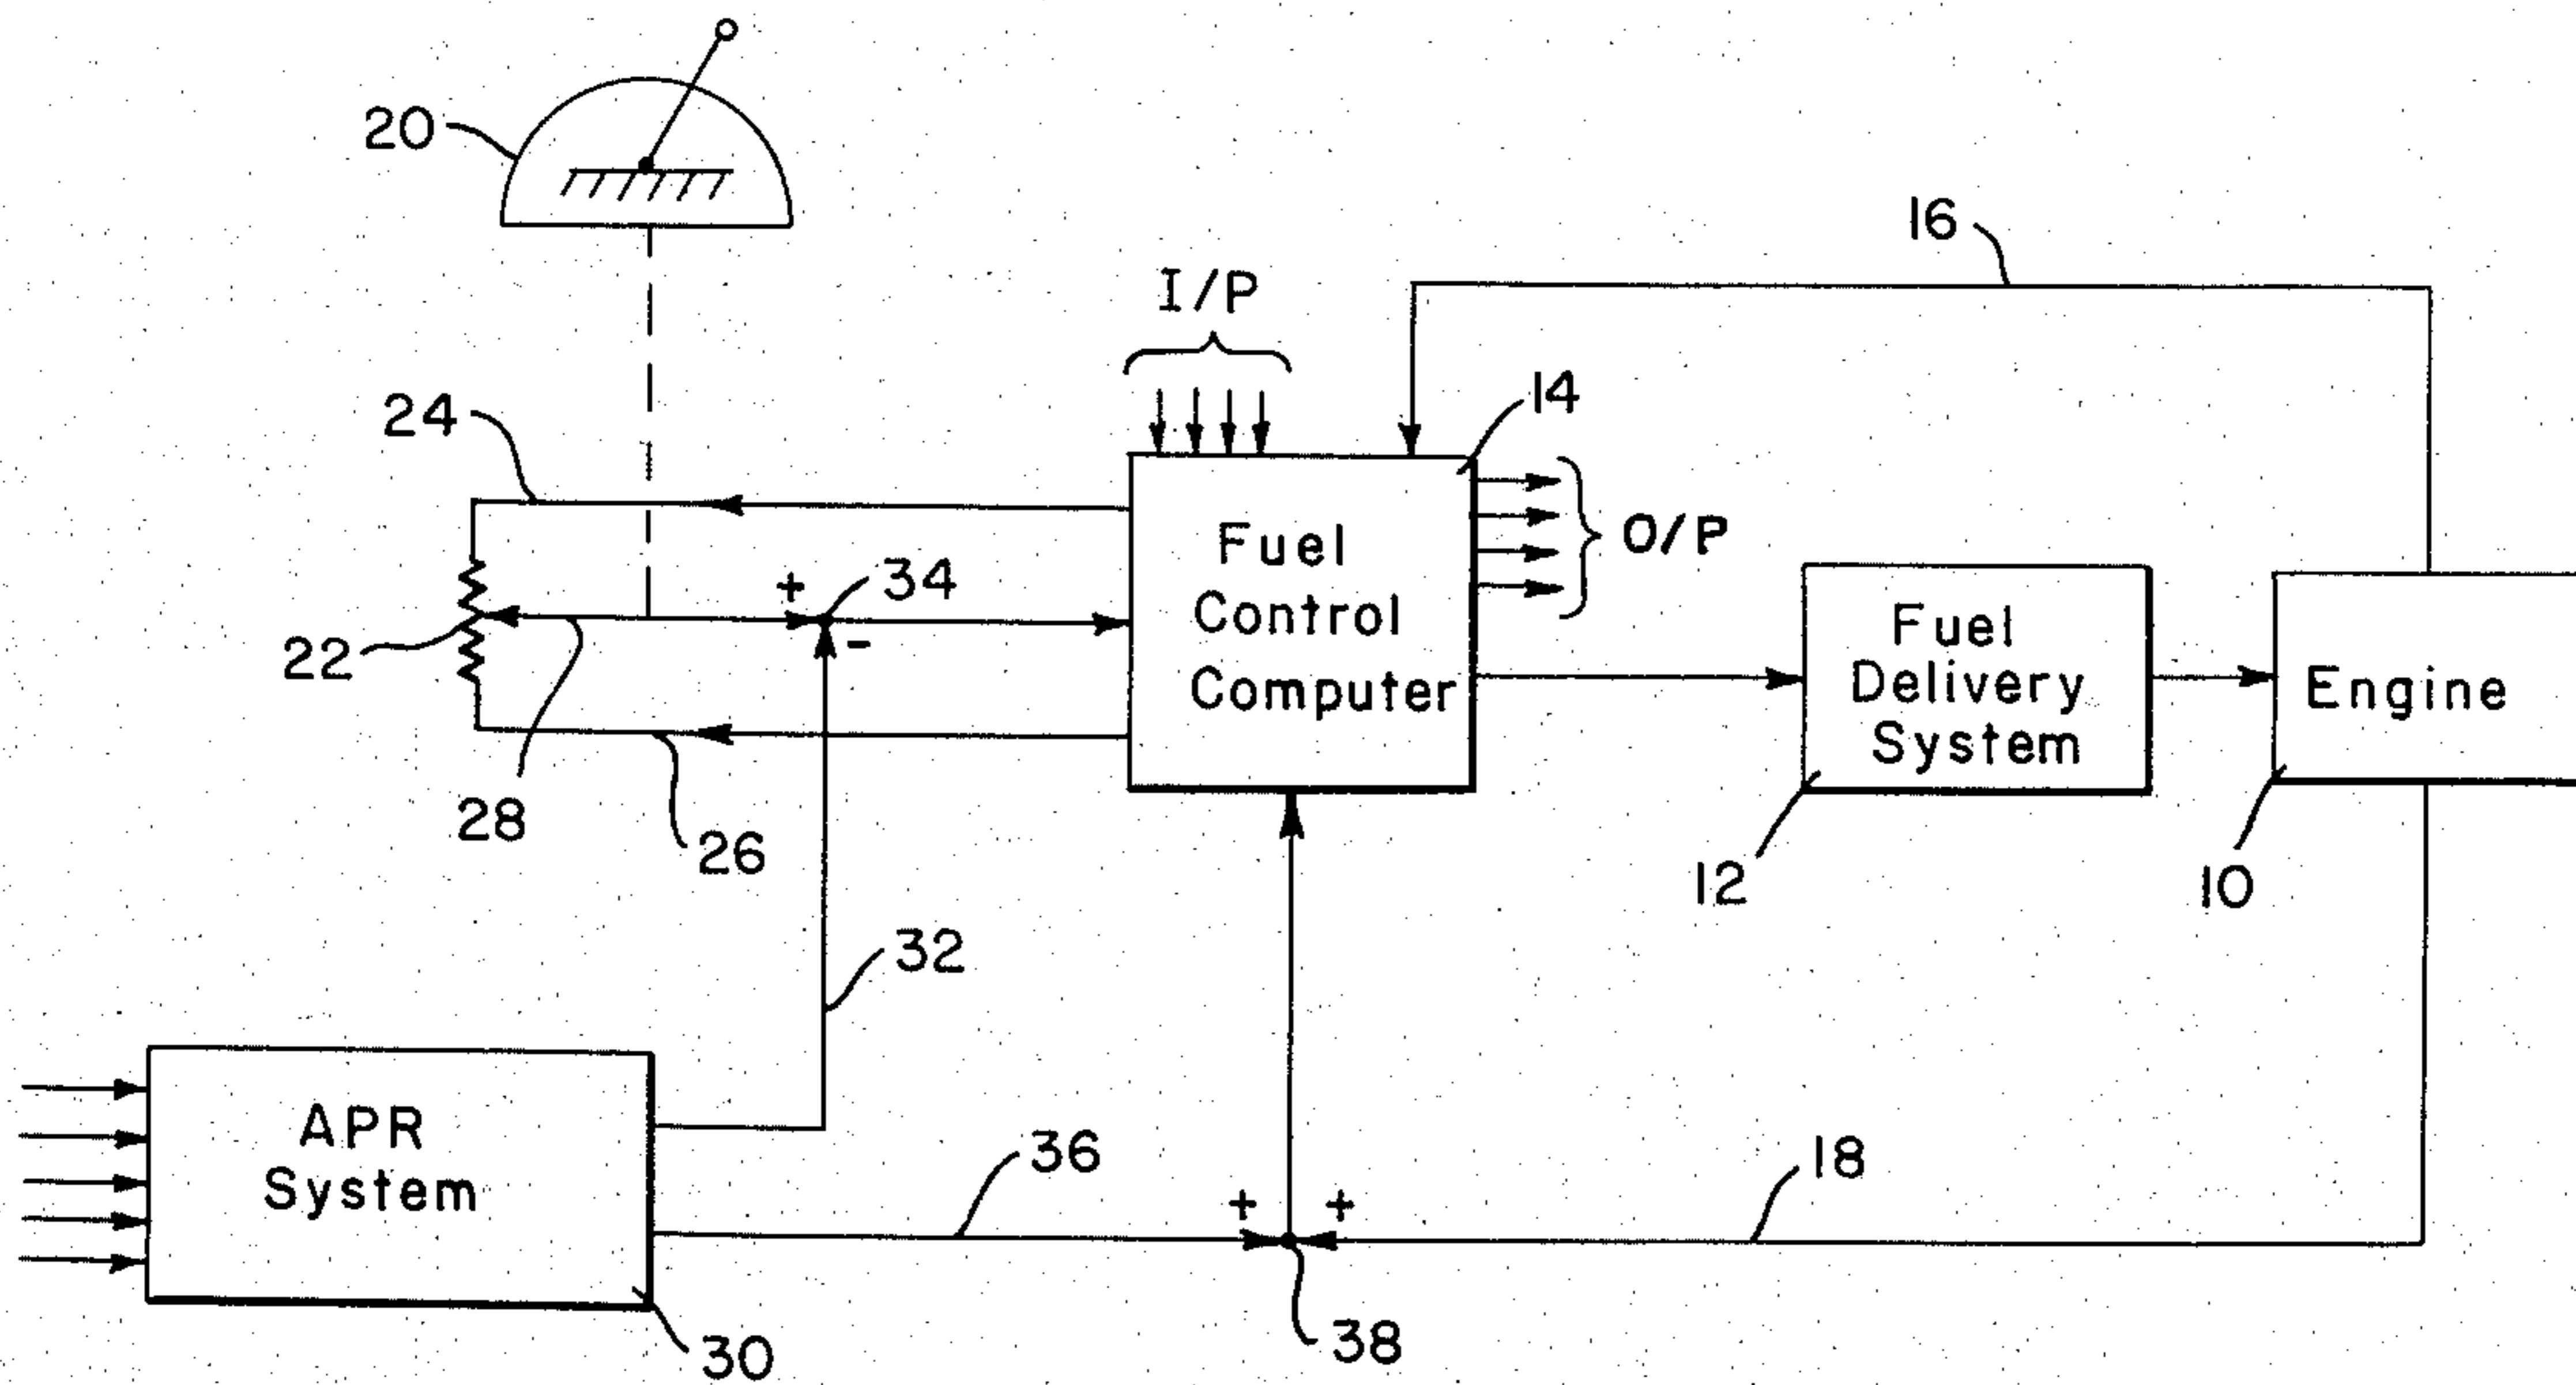 20
16
I/P
24
14
Fuel
Control
Computer
O/P
+
34
-
22
28
26
Fuel
Delivery
System
Engine
12
10
32
APR
System
36
18
+
+
30
38